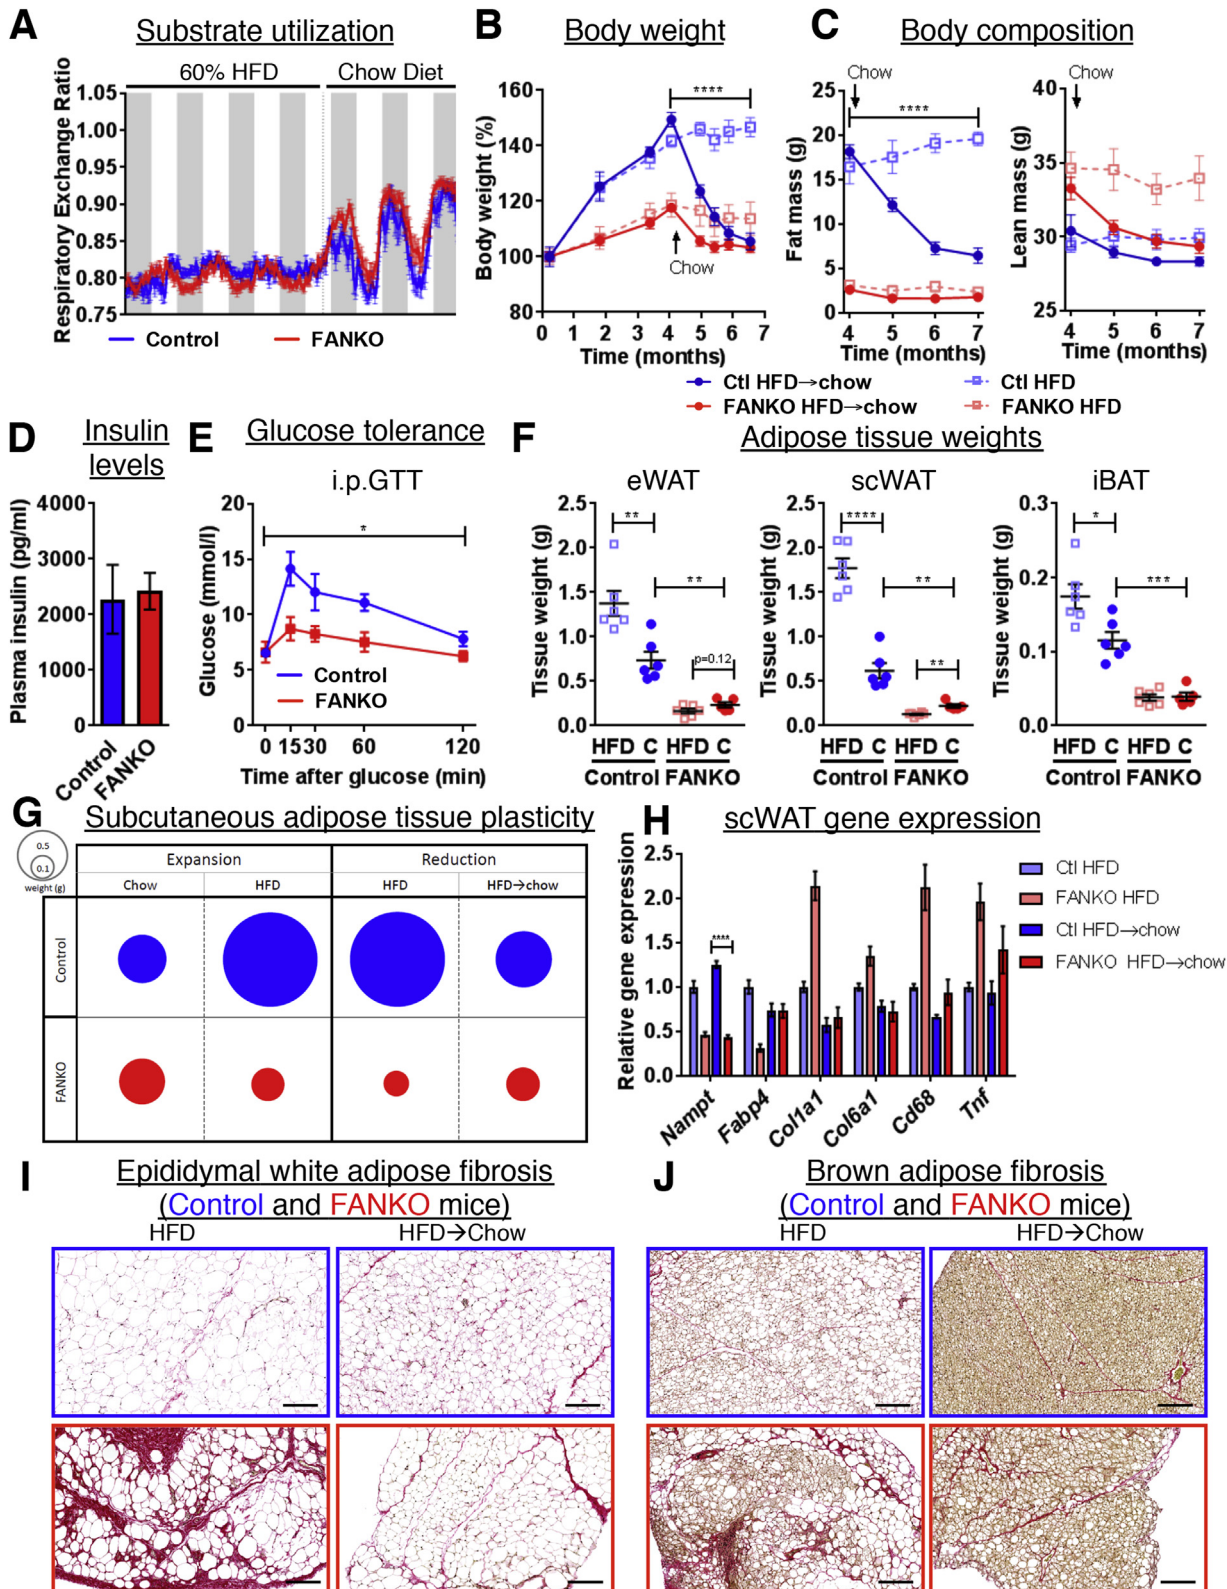 A
Substrate utilization
60% HFD
Chow Diet
Respiratory Exchange Ratio
1.05
1.00
0.95
0.90
0.85
0.80
0.75
Control
FANKO
B
Body weight
Body weight (%)
160
140
120
100
80
****
Chow
0 1 2 3 4 5 6 7
Time (months)
C
Body composition
Chow
Fat mass (g)
25
20
15
10
5
0
****
4 5 6 7
Time (months)
Chow
Lean mass (g)
40
35
30
25
4 5 6 7
Time (months)
Ctl HFD→chow
Ctl HFD
FANKO HFD→chow
FANKO HFD
D
Insulin
levels
Plasma insulin (pg/ml)
4000
3000
2000
1000
0
Control
FANKO
E
Glucose tolerance
i.p.GTT
Glucose (mmol/l)
20
15
10
5
0
*
Control
FANKO
0 15 30 60 120
Time after glucose (min)
F
Adipose tissue weights
eWAT
Tissue weight (g)
2.5
2.0
1.5
1.0
0.5
0.0
**
**
p=0.12
HFD C HFD C
Control FANKO
scWAT
Tissue weight (g)
2.5
2.0
1.5
1.0
0.5
0.0
****
**
**
HFD C HFD C
Control FANKO
iBAT
Tissue weight (g)
0.3
0.2
0.1
0.0
*
***
HFD C HFD C
Control FANKO
G
Subcutaneous adipose tissue plasticity
0.5
0.1
weight (g)
Expansion
Reduction
Chow
HFD
HFD
HFD→chow
Control
FANKO
H
scWAT gene expression
Relative gene expression
2.5
2.0
1.5
1.0
0.5
0.0
****
Nampt
Fabp4
Col1a1
Col6a1
Cd68
Tnf
Ctl HFD
FANKO HFD
Ctl HFD→chow
FANKO HFD→chow
I
Epididymal white adipose fibrosis
(Control and FANKO mice)
HFD
HFD→Chow
J
Brown adipose fibrosis
(Control and FANKO mice)
HFD
HFD→Chow